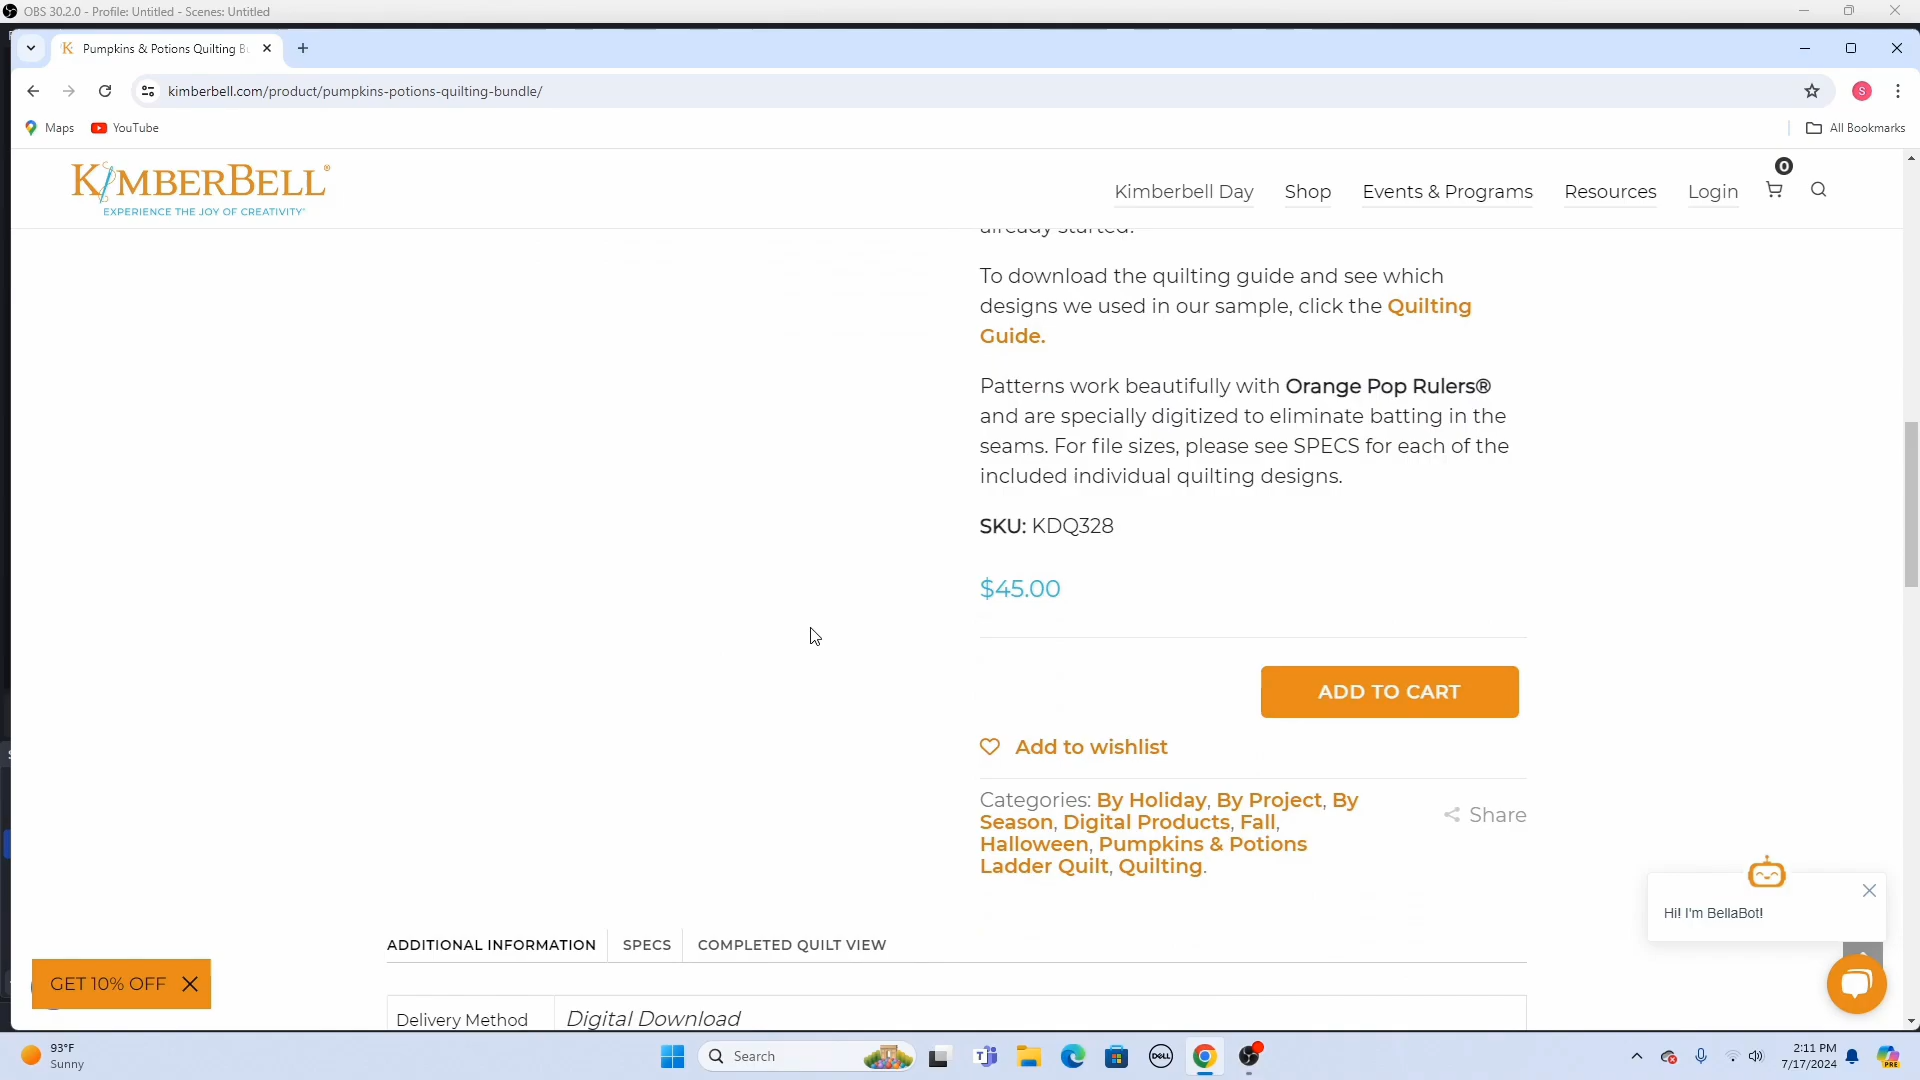 OBS 30.2.0 - Profile: Untitled - Scenes: Untitled
Pumpkins & Potions Quilting Bu
kimberbell.com/product/pumpkins-potions-quilting-bundle/
S
Maps
YouTube
All Bookmarks
KIMBERBELL®
EXPERIENCE THE JOY OF CREATIVITY®
Kimberbell Day
Shop
Events & Programs
Resources
Login
0
already started.
To download the quilting guide and see which
designs we used in our sample, click the Quilting
Guide.
Patterns work beautifully with Orange Pop Rulers®
and are specially digitized to eliminate batting in the
seams. For file sizes, please see SPECS for each of the
included individual quilting designs.
SKU: KDQ328
$45.00
ADD TO CART
Add to wishlist
Categories: By Holiday, By Project, By
Season, Digital Products, Fall,
Halloween, Pumpkins & Potions
Ladder Quilt, Quilting.
Share
Hi! I'm BellaBot!
ADDITIONAL INFORMATION
SPECS
COMPLETED QUILT VIEW
GET 10% OFF
Delivery Method
Digital Download
93°F
Sunny
Search
DELL
2:11 PM
7/17/2024
PRE